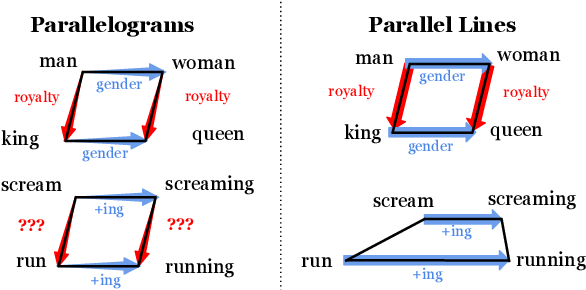 Parallelograms
man
woman
gender
royalty
royalty
king
queen
gender
scream
screaming
+ing
???
???
run
running
+ing
Parallel Lines
man
woman
gender
royalty
royalty
king
queen
gender
scream
screaming
+ing
run
running
+ing